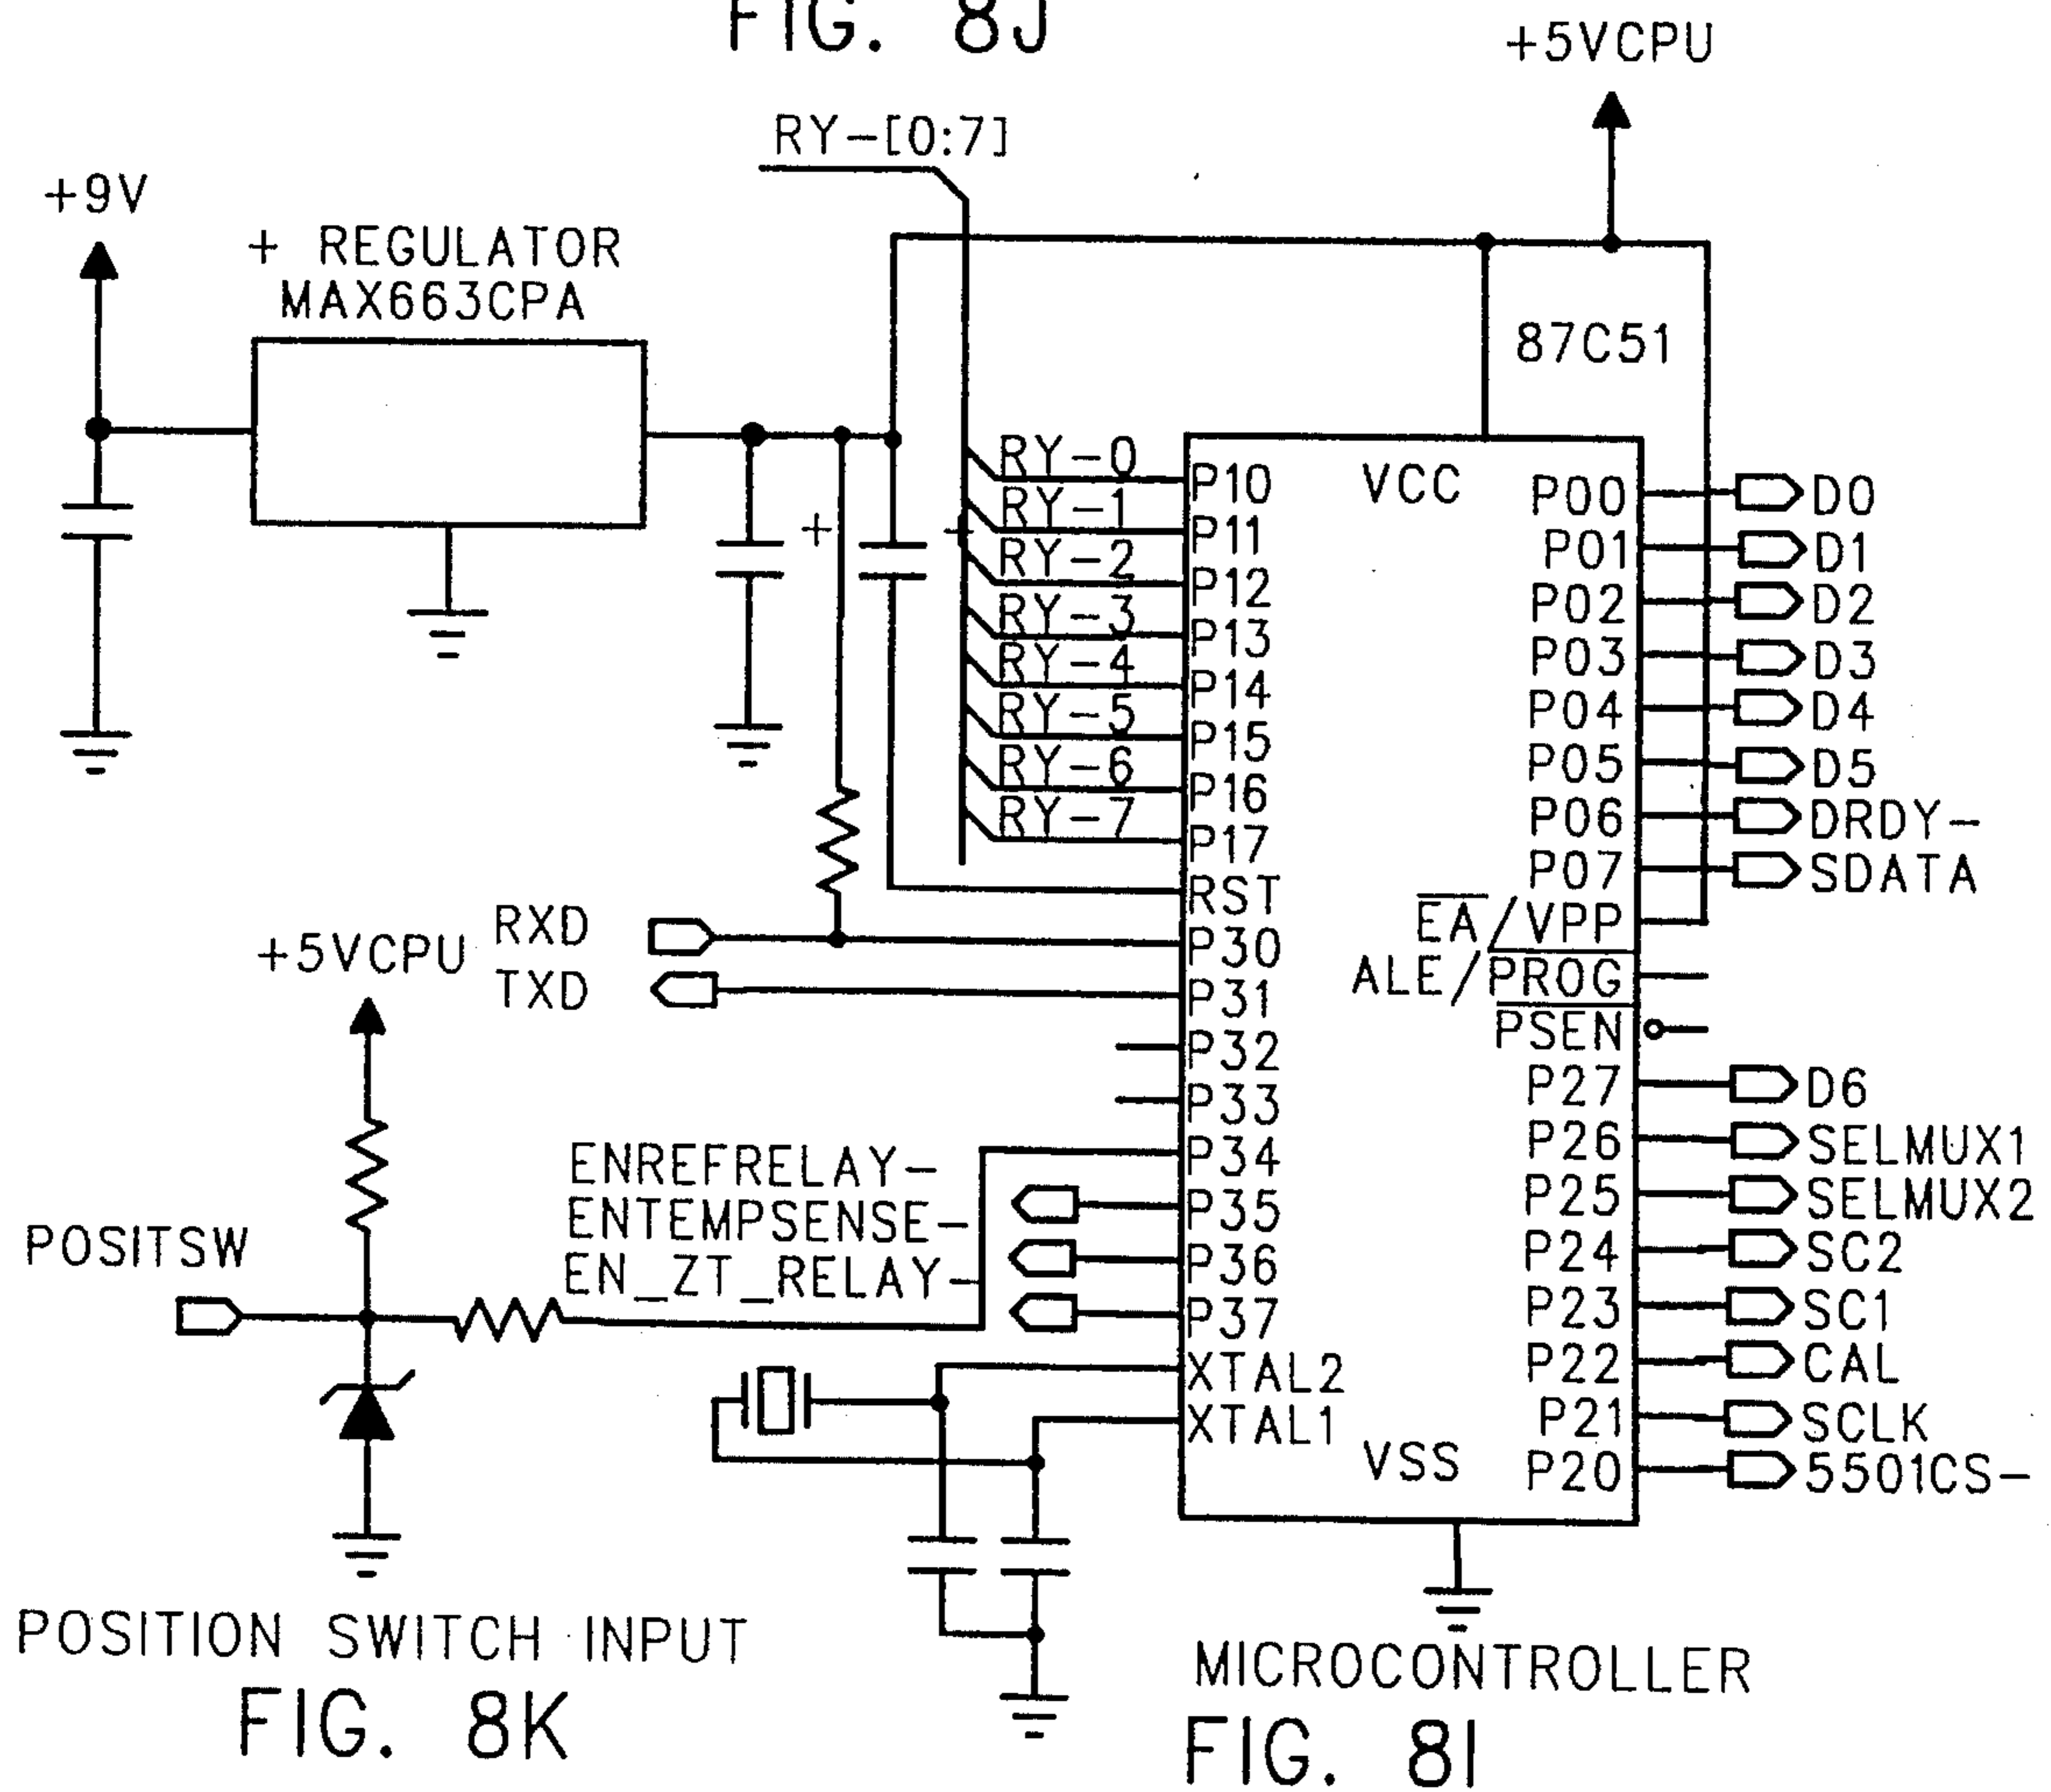 FIG. 8J
+5VCPU
RY-[0:7]
+9V
+ REGULATOR
MAX663CPA
87C51
RY-0
RY-1
RY-2
RY-3
RY-4
RY-5
RY-6
RY-7
+
+
P10
P11
P12
P13
P14
P15
P16
P17
RST
P30
P31
P32
P33
P34
P35
P36
P37
XTAL2
XTAL1
VCC
VSS
P00
P01
P02
P03
P04
P05
P06
P07
EA/VPP
ALE/PROG
PSEN
P27
P26
P25
P24
P23
P22
P21
P20
D0
D1
D2
D3
D4
D5
DRDY-
SDATA
D6
SELMUX1
SELMUX2
SC2
SC1
CAL
SCLK
5501CS-
RXD
TXD
+5VCPU
ENREFRELAY-
ENTEMPSENSE-
EN_ZT_RELAY-
POSITSW
POSITION SWITCH INPUT
FIG. 8K
MICROCONTROLLER
FIG. 8I